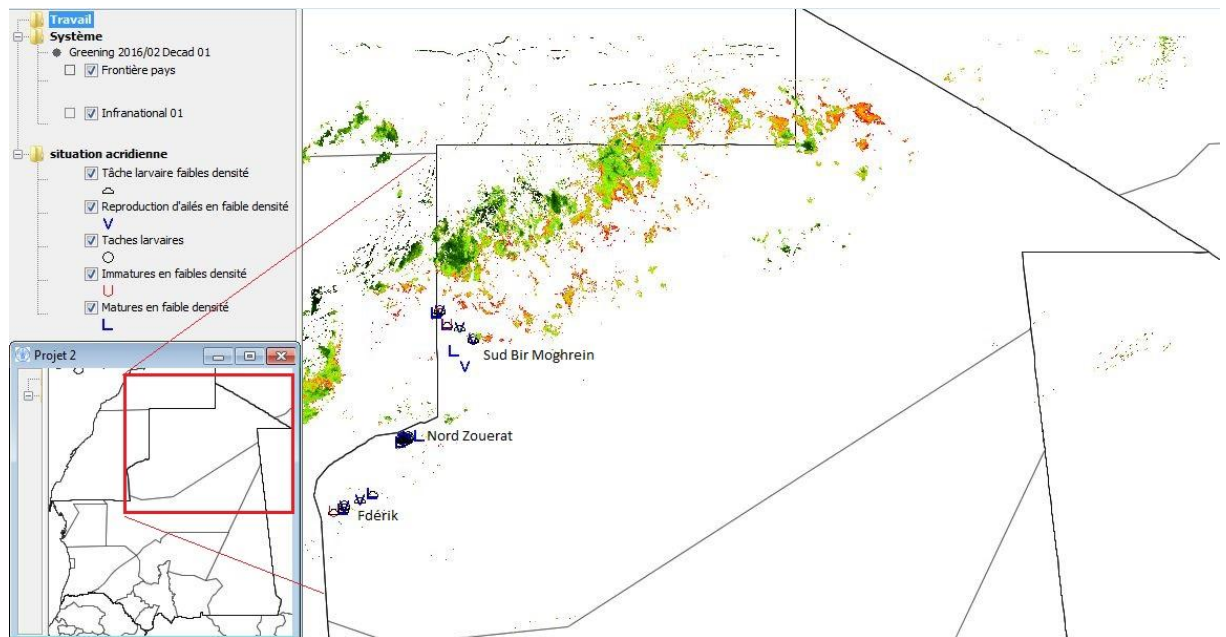 Travail
Système
Greening 2016/02 Decad 01
Frontière pays
Infranational 01
situation acridienne
Tâche larvaire faibles densité
Reproduction d'ailés en faible densité
Taches larvaires
Immatures en faibles densité
Matures en faible densité
Projet 2
Sud Bir Moghrein
Nord Zouerat
Fdérik